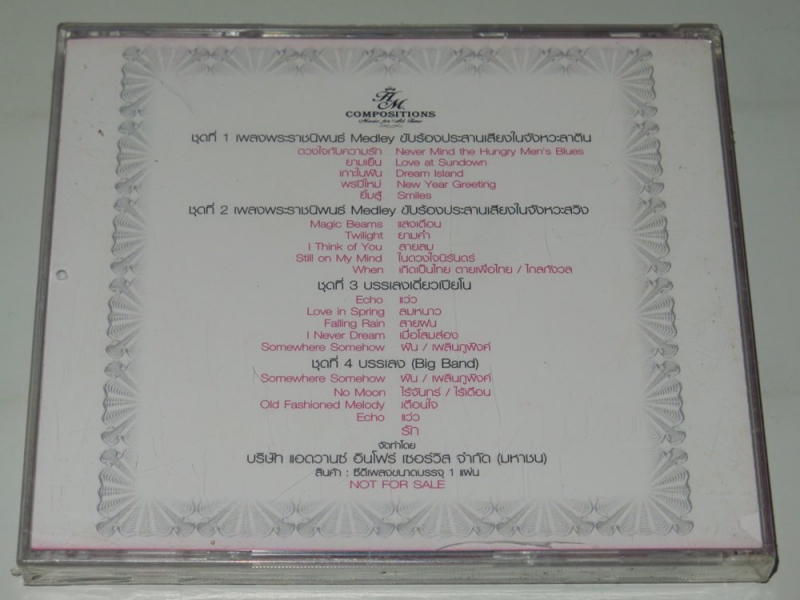 H.M.
COMPOSITIONS
Music for All Time
ชุดที่ 1 เพลงพระราชนิพนธ์ Medley ขับร้องประสานเสียงในจังหวะลาติน
ดวงใจกับความรัก Never Mind the Hungry Men's Blues
ยามเย็น Love at Sundown
เกาะในฝัน Dream Island
พรปีใหม่ New Year Greeting
ยิ้มสู้ Smiles
ชุดที่ 2 เพลงพระราชนิพนธ์ Medley ขับร้องประสานเสียงในจังหวะสวิง
Magic Beams แสงเดือน
Twilight ยามค่ำ
I Think of You สายลม
Still on My Mind ในดวงใจนิรันดร์
When เกิดเป็นไทย ตายเพื่อไทย / ไกลกังวล
ชุดที่ 3 บรรเลงเดี่ยวเปียโน
Echo แว่ว
Love in Spring ลมหนาว
Falling Rain สายฝน
I Never Dream เมื่อโสมส่อง
Somewhere Somehow ฝัน / เพลินภูพิงค์
ชุดที่ 4 บรรเลง (Big Band)
Somewhere Somehow ฝัน / เพลินภูพิงค์
No Moon ไร้จันทร์ / ไร้เดือน
Old Fashioned Melody เตือนใจ
Echo แว่ว
รัก
จัดทำโดย
บริษัท แอดวานซ์ อินโฟร์ เซอร์วิส จำกัด (มหาชน)
สินค้า : ซีดีเพลงขนาดบรรจุ 1 แผ่น
NOT FOR SALE